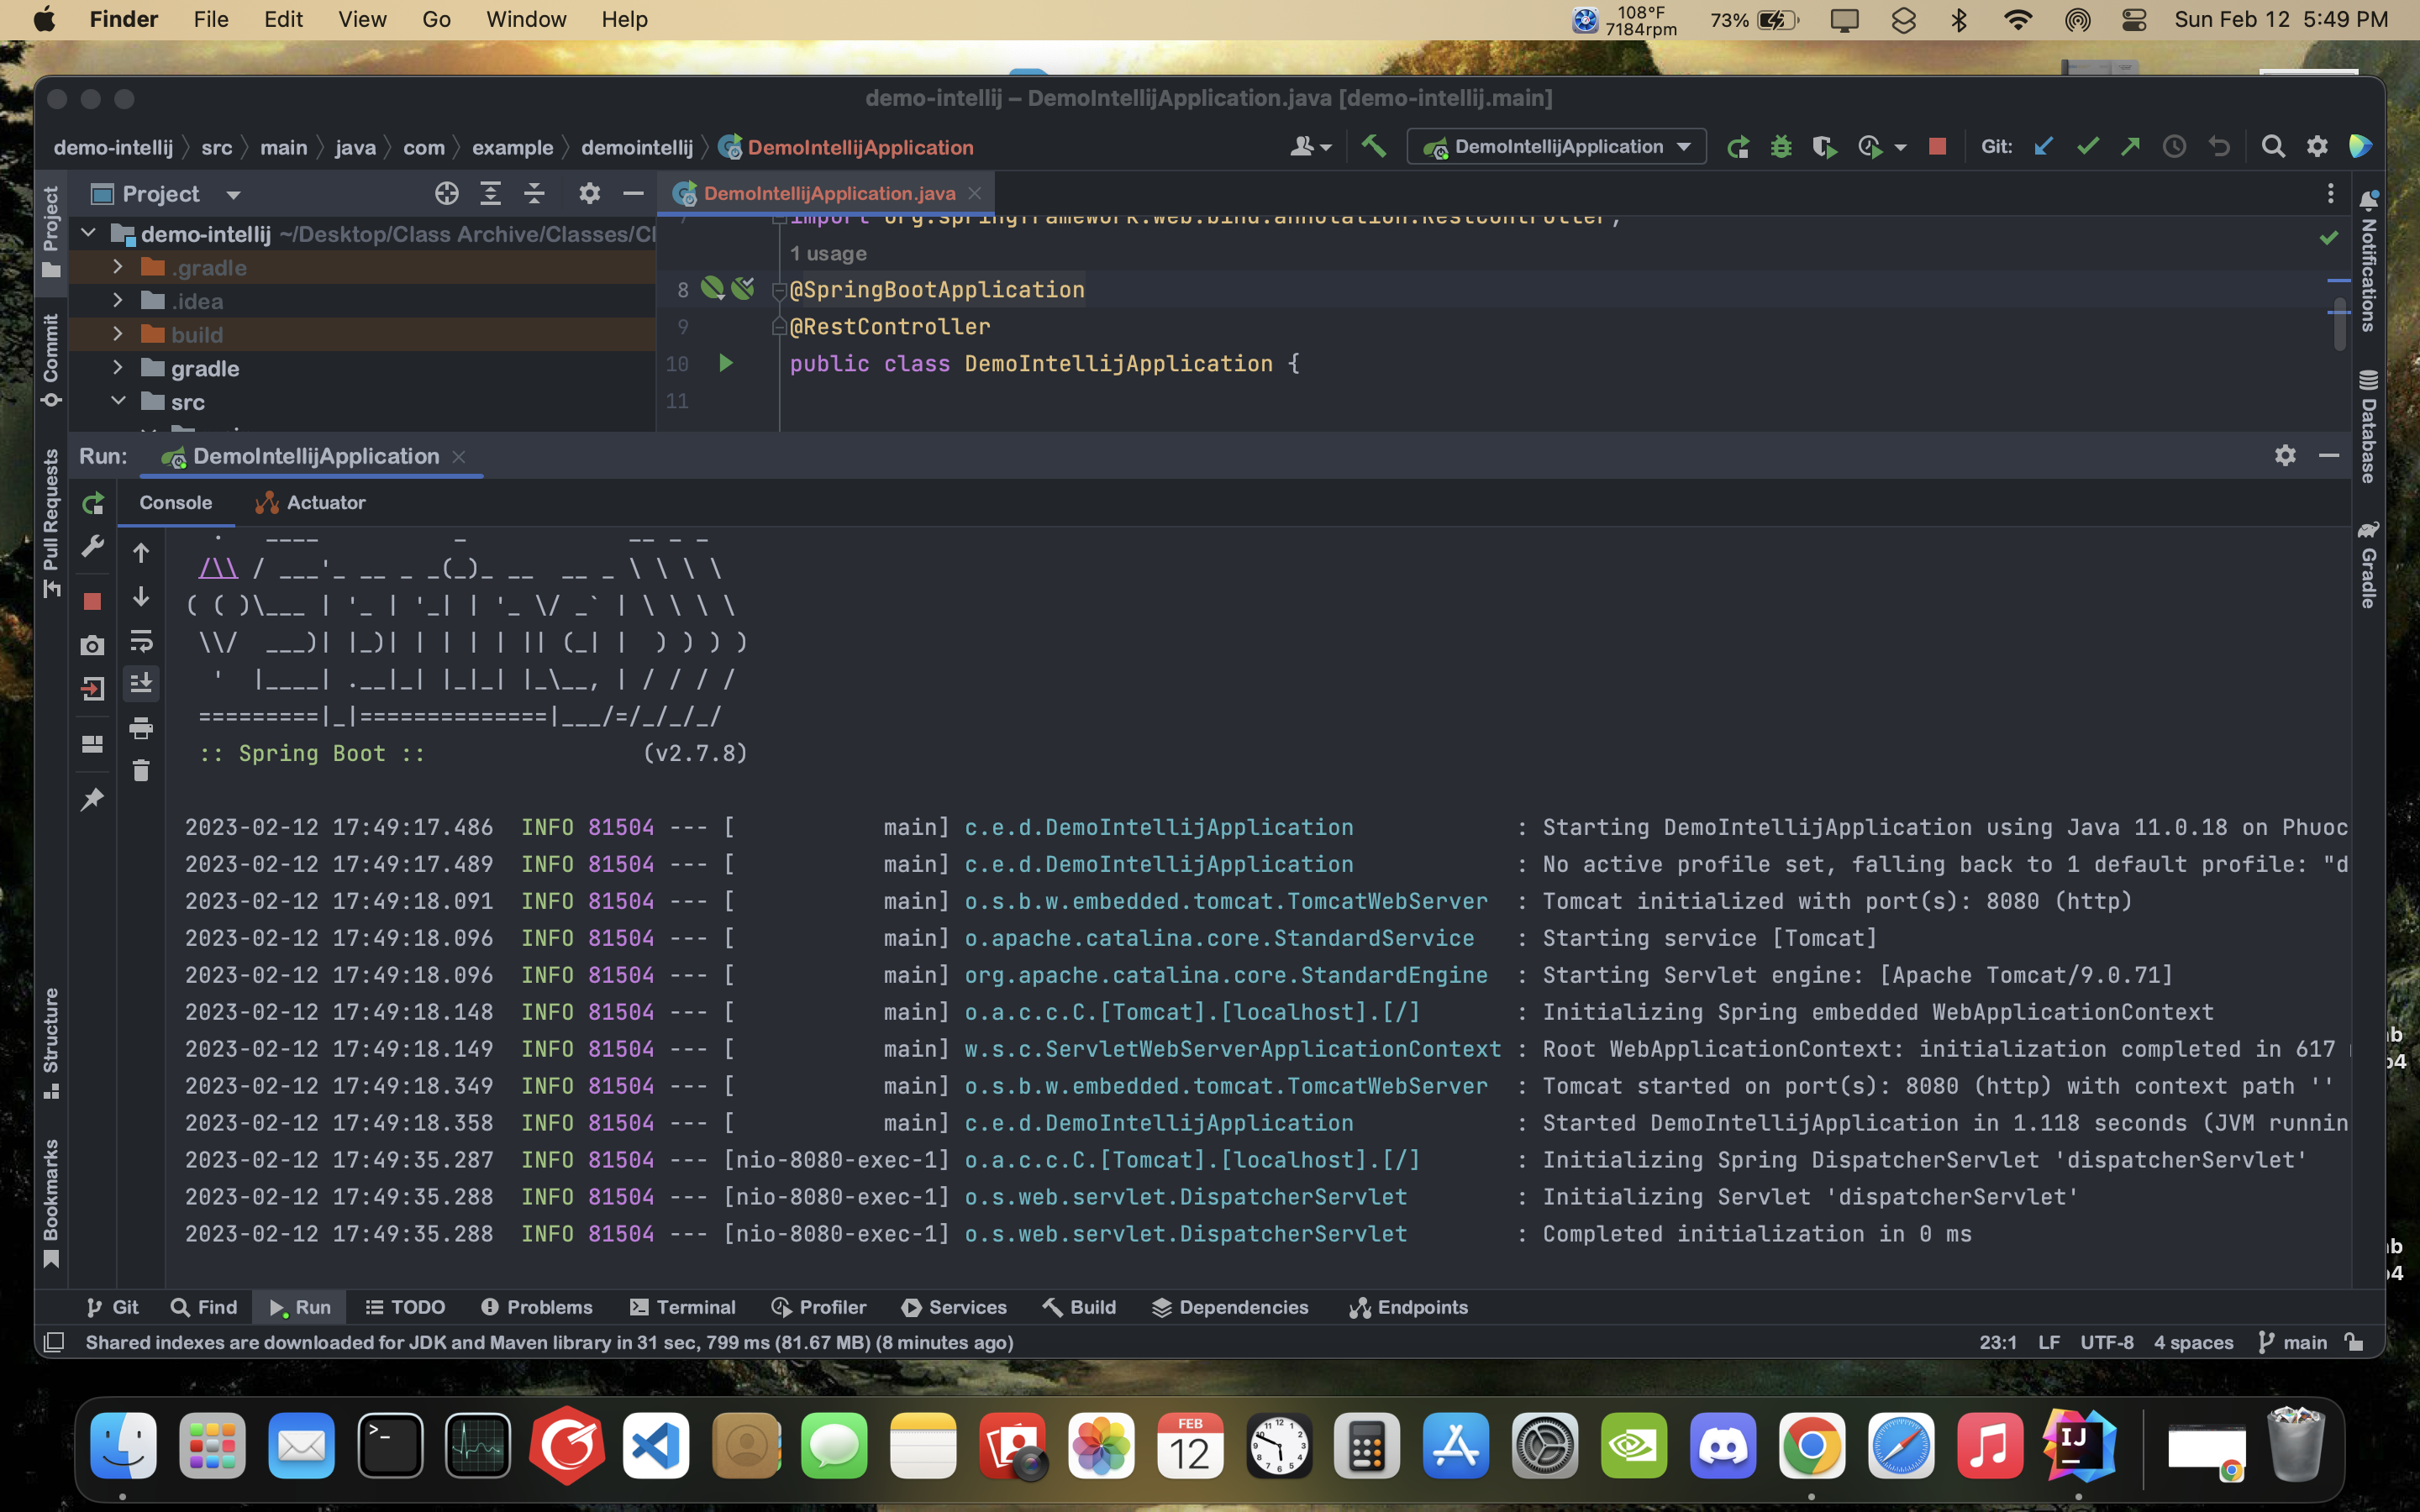 Finder File Edit View Go Window Help 108°F 7184rpm 73% Sun Feb 12 5:49 PM
demo-intellij – DemoIntellijApplication.java [demo-intellij.main]
demo-intellij src main java com example demointellij DemoIntellijApplication DemoIntellijApplication Git:
Project
DemoIntellijApplication.java
demo-intellij ~/Desktop/Class Archive/Classes/Cl
.gradle
.idea
build
gradle
src
7 import org.springframework.web.bind.annotation.RestController;
1 usage
8 @SpringBootApplication
9 @RestController
10 public class DemoIntellijApplication {
11
Project
Commit
Pull Requests
Structure
Bookmarks
Notifications
Database
Gradle
Run: DemoIntellijApplication
Console Actuator
  .   ____          _            __ _ _
 /\\ / ___'_ __ _ _(_)_ __  __ _ \ \ \ \
( ( )\___ | '_ | '_| | '_ \/ _` | \ \ \ \
 \\/  ___)| |_)| | | | | || (_| |  ) ) ) )
  '  |____| .__|_| |_|_| |_\__, | / / / /
 =========|_|==============|___/=/_/_/_/
:: Spring Boot :: (v2.7.8)
2023-02-12 17:49:17.486 INFO 81504 --- [ main] c.e.d.DemoIntellijApplication : Starting DemoIntellijApplication using Java 11.0.18 on Phuoc
2023-02-12 17:49:17.489 INFO 81504 --- [ main] c.e.d.DemoIntellijApplication : No active profile set, falling back to 1 default profile: "d
2023-02-12 17:49:18.091 INFO 81504 --- [ main] o.s.b.w.embedded.tomcat.TomcatWebServer : Tomcat initialized with port(s): 8080 (http)
2023-02-12 17:49:18.096 INFO 81504 --- [ main] o.apache.catalina.core.StandardService : Starting service [Tomcat]
2023-02-12 17:49:18.096 INFO 81504 --- [ main] org.apache.catalina.core.StandardEngine : Starting Servlet engine: [Apache Tomcat/9.0.71]
2023-02-12 17:49:18.148 INFO 81504 --- [ main] o.a.c.c.C.[Tomcat].[localhost].[/] : Initializing Spring embedded WebApplicationContext
2023-02-12 17:49:18.149 INFO 81504 --- [ main] w.s.c.ServletWebServerApplicationContext : Root WebApplicationContext: initialization completed in 617
2023-02-12 17:49:18.349 INFO 81504 --- [ main] o.s.b.w.embedded.tomcat.TomcatWebServer : Tomcat started on port(s): 8080 (http) with context path ''
2023-02-12 17:49:18.358 INFO 81504 --- [ main] c.e.d.DemoIntellijApplication : Started DemoIntellijApplication in 1.118 seconds (JVM runnin
2023-02-12 17:49:35.287 INFO 81504 --- [nio-8080-exec-1] o.a.c.c.C.[Tomcat].[localhost].[/] : Initializing Spring DispatcherServlet 'dispatcherServlet'
2023-02-12 17:49:35.288 INFO 81504 --- [nio-8080-exec-1] o.s.web.servlet.DispatcherServlet : Initializing Servlet 'dispatcherServlet'
2023-02-12 17:49:35.288 INFO 81504 --- [nio-8080-exec-1] o.s.web.servlet.DispatcherServlet : Completed initialization in 0 ms
Git Find Run TODO Problems Terminal Profiler Services Build Dependencies Endpoints
Shared indexes are downloaded for JDK and Maven library in 31 sec, 799 ms (81.67 MB) (8 minutes ago) 23:1 LF UTF-8 4 spaces main
FEB
12
IJ